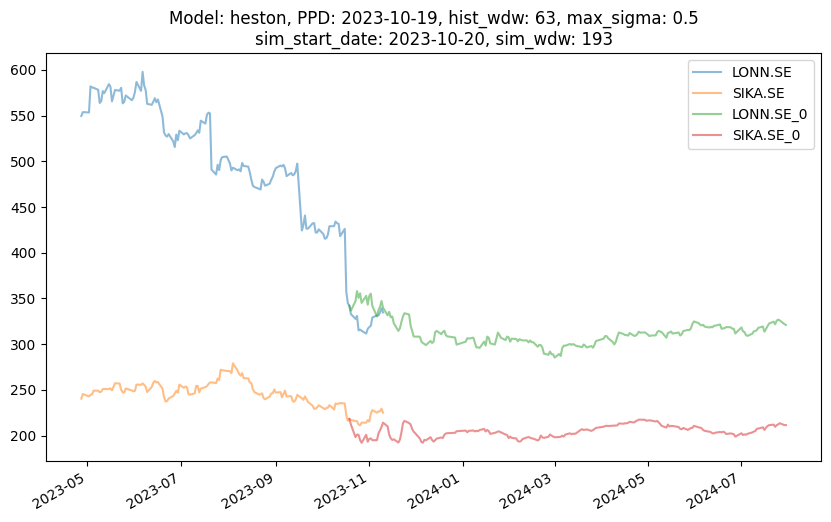 Model: heston, PPD: 2023-10-19, hist_wdw: 63, max_sigma: 0.5
sim_start_date: 2023-10-20, sim_wdw: 193
LONN.SE
SIKA.SE
LONN.SE_0
SIKA.SE_0
600
550
500
450
400
350
300
250
200
2023-05
2023-07
2023-09
2023-11
2024-01
2024-03
2024-05
2024-07